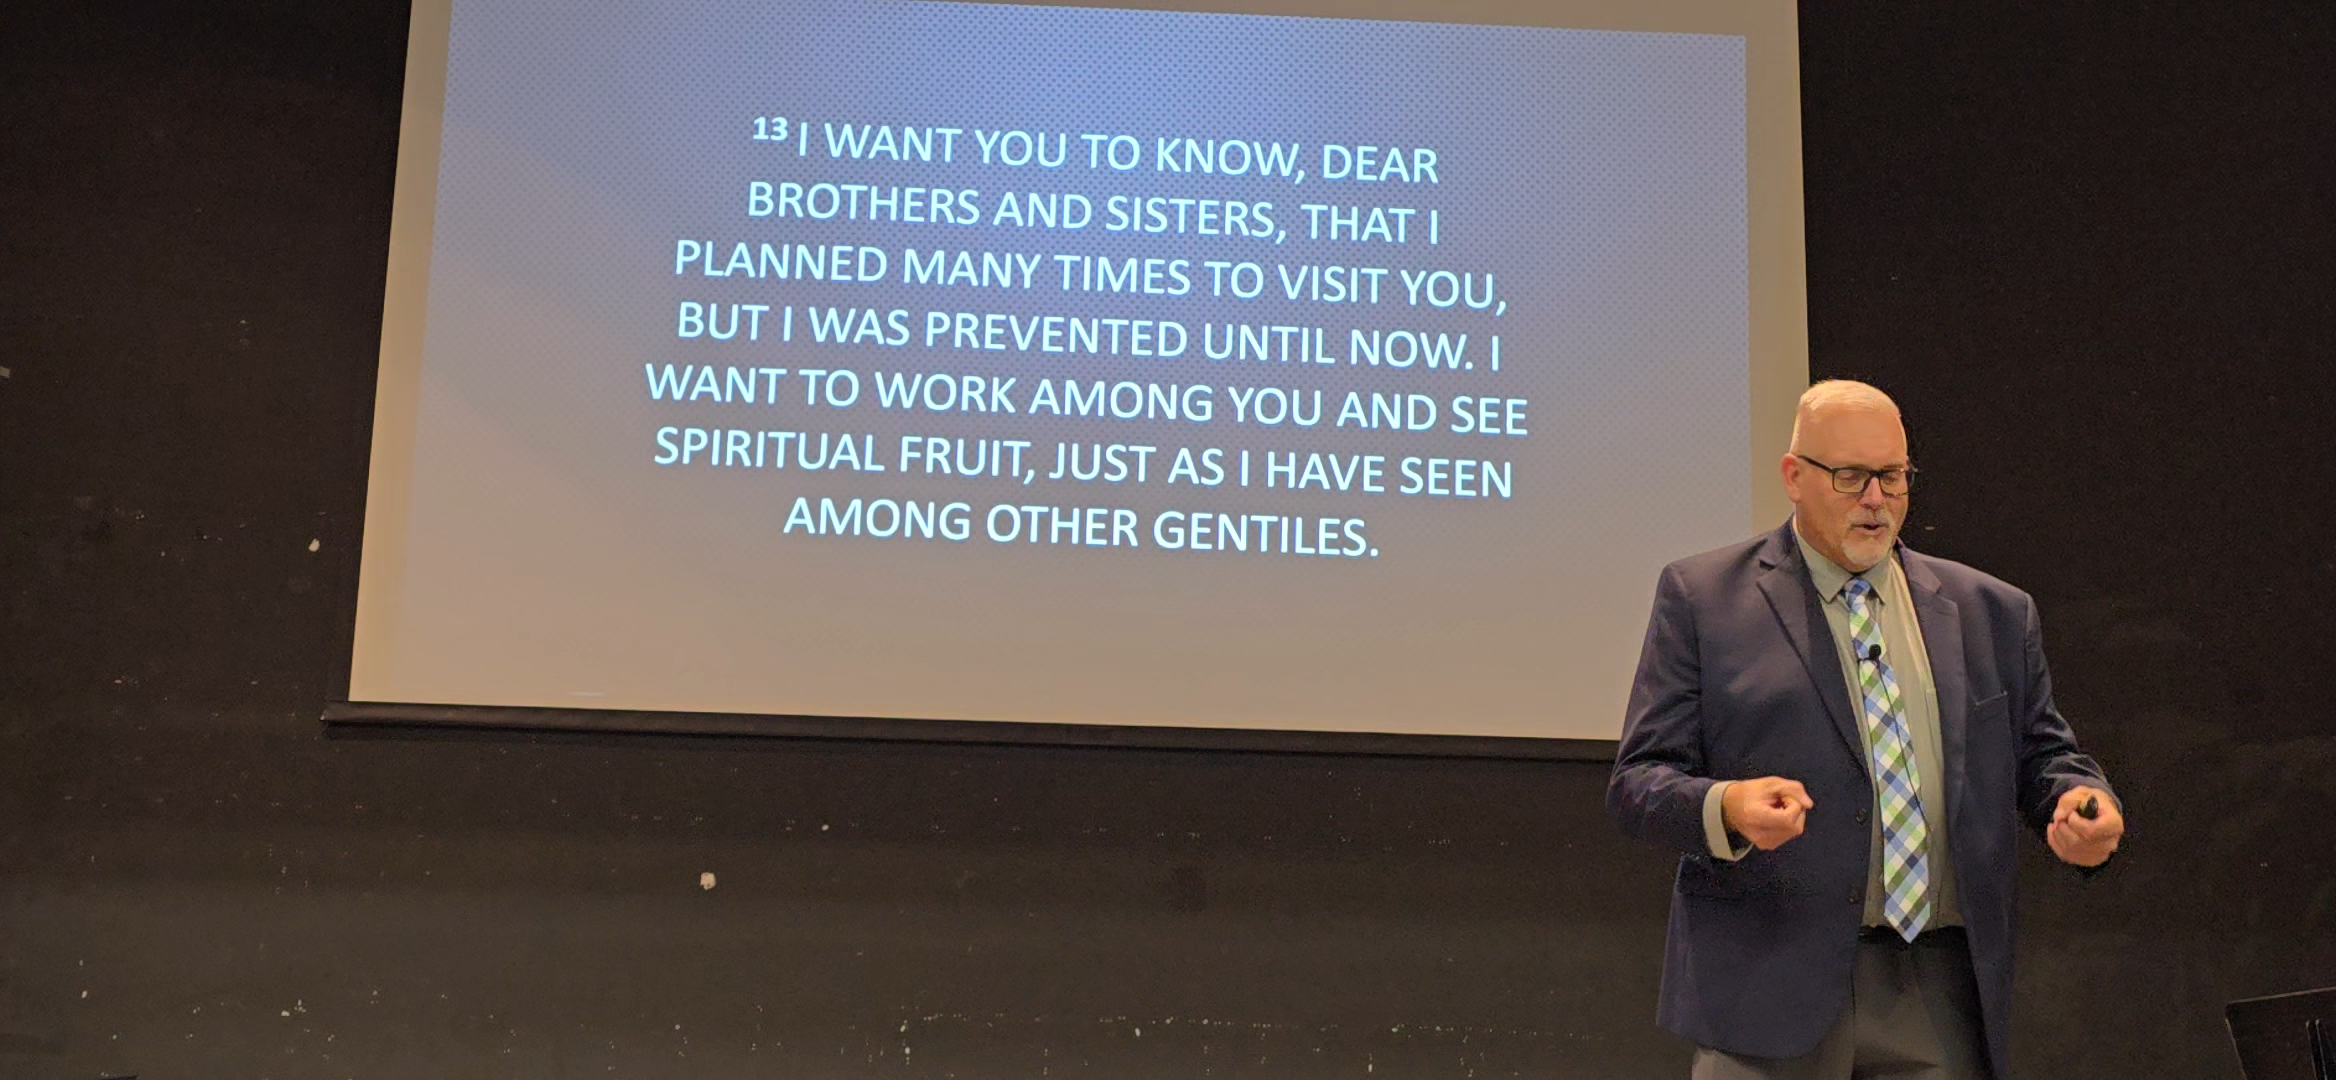 13 I WANT YOU TO KNOW, DEAR
BROTHERS AND SISTERS, THAT I
PLANNED MANY TIMES TO VISIT YOU,
BUT I WAS PREVENTED UNTIL NOW. I
WANT TO WORK AMONG YOU AND SEE
SPIRITUAL FRUIT, JUST AS I HAVE SEEN
AMONG OTHER GENTILES.